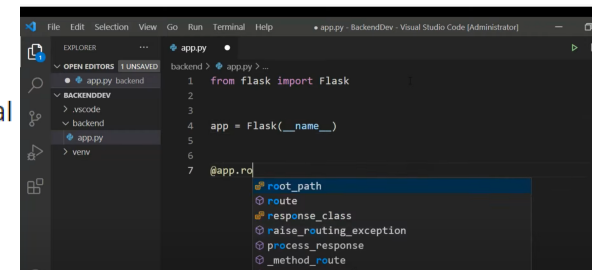 File Edit Selection View Go Run Terminal Help
● app.py - BackendDev - Visual Studio Code [Administrator]
EXPLORER ...
OPEN EDITORS 1 UNSAVED
● app.py backend
BACKENDDEV
> .vscode
backend
app.py
> venv
al
1
app.py ●
backend > app.py > ...
1 from flask import Flask
2
3
4 app = Flask(__name__)
5
6
7 @app.ro
root_path
route
response_class
raise_routing_exception
process_response
_method_route